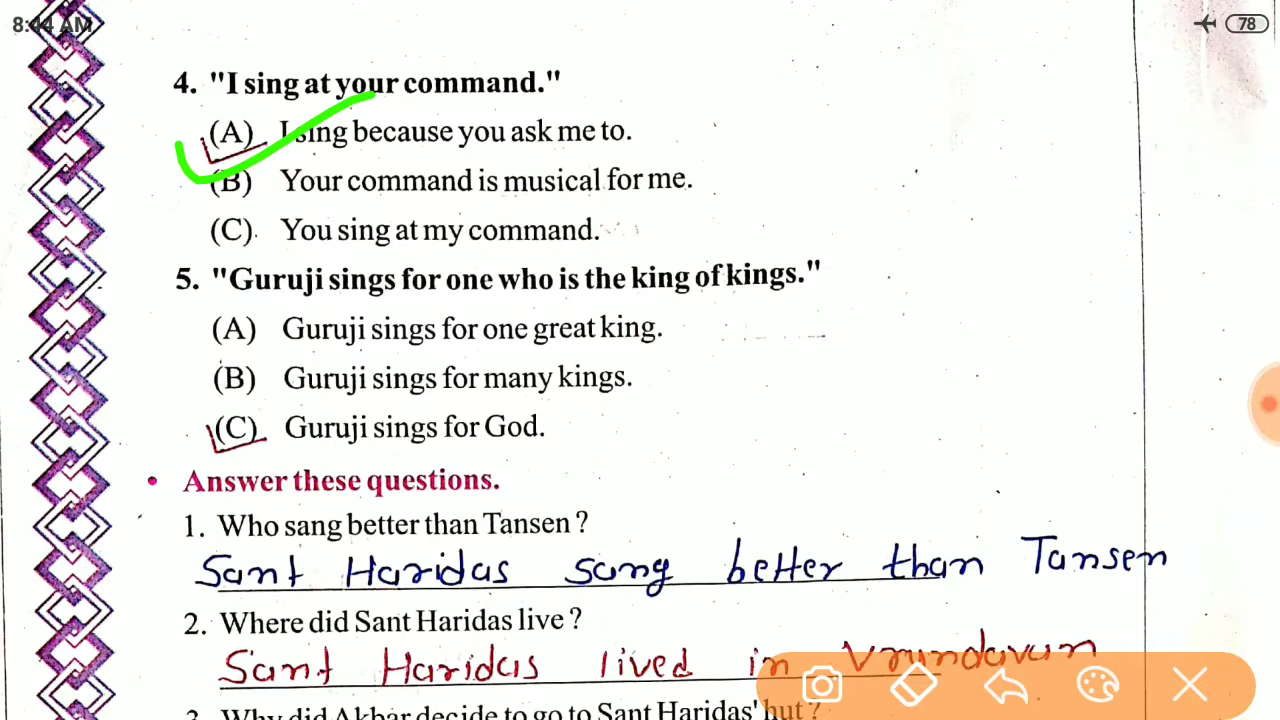 8:44 AM
78
4. "I sing at your command."
(A) I sing because you ask me to.
(B) Your command is musical for me.
(C). You sing at my command.
5. "Guruji sings for one who is the king of kings."
(A) Guruji sings for one great king.
(B) Guruji sings for many kings.
(C) Guruji sings for God.
• Answer these questions.
1. Who sang better than Tansen ?
Sant Haridas sang better than Tansen
2. Where did Sant Haridas live ?
Sant Haridas lived in Vrundavan
3. Why did Akbar decide to go to Sant Haridas' hut ?